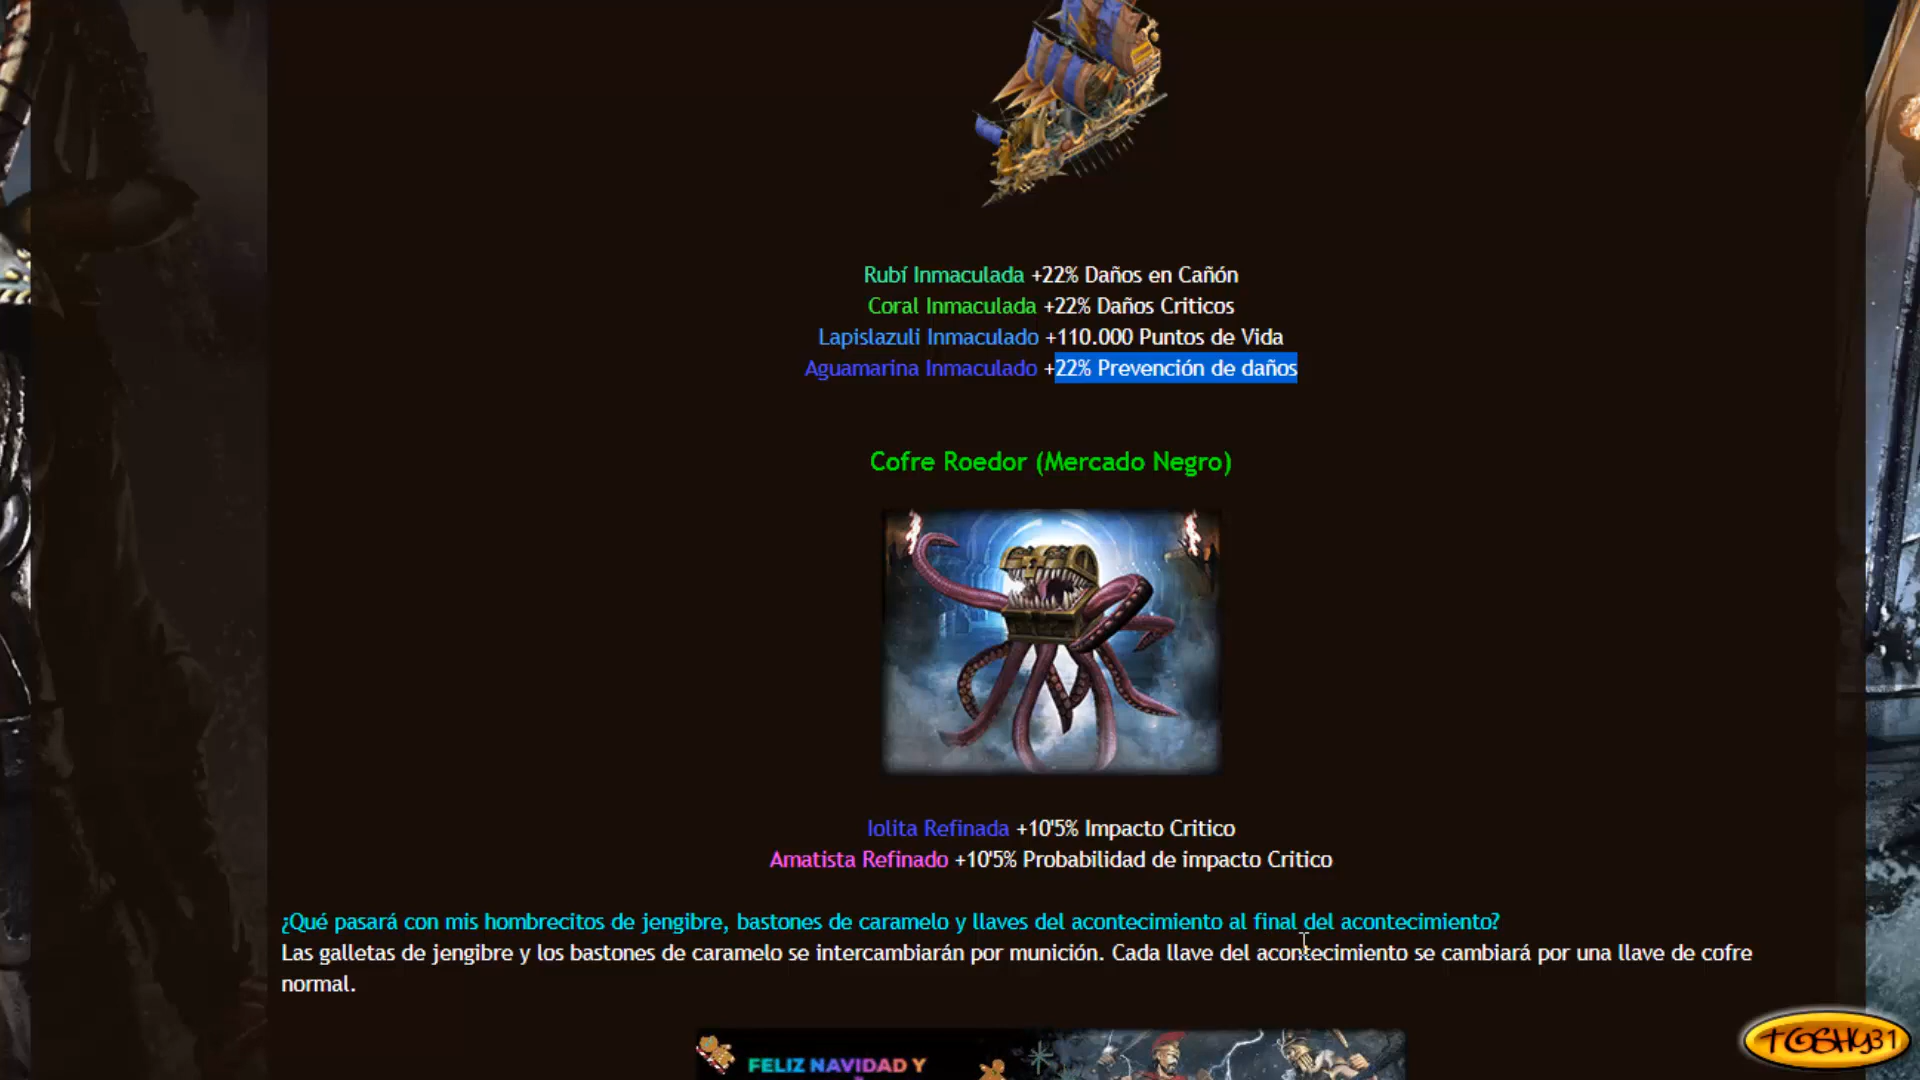 Rubí Inmaculada +22% Daños en Cañón
Coral Inmaculada +22% Daños Criticos
Lapislazuli Inmaculado +110.000 Puntos de Vida
Aguamarina Inmaculado +22% Prevención de daños
Cofre Roedor (Mercado Negro)
Iolita Refinada +10'5% Impacto Critico
Amatista Refinado +10'5% Probabilidad de impacto Critico
¿Qué pasará con mis hombrecitos de jengibre, bastones de caramelo y llaves del acontecimiento al final del acontecimiento?
Las galletas de jengibre y los bastones de caramelo se intercambiarán por munición. Cada llave del acontecimiento se cambiará por una llave de cofre
normal.
FELIZ NAVIDAD Y
TOSHY31